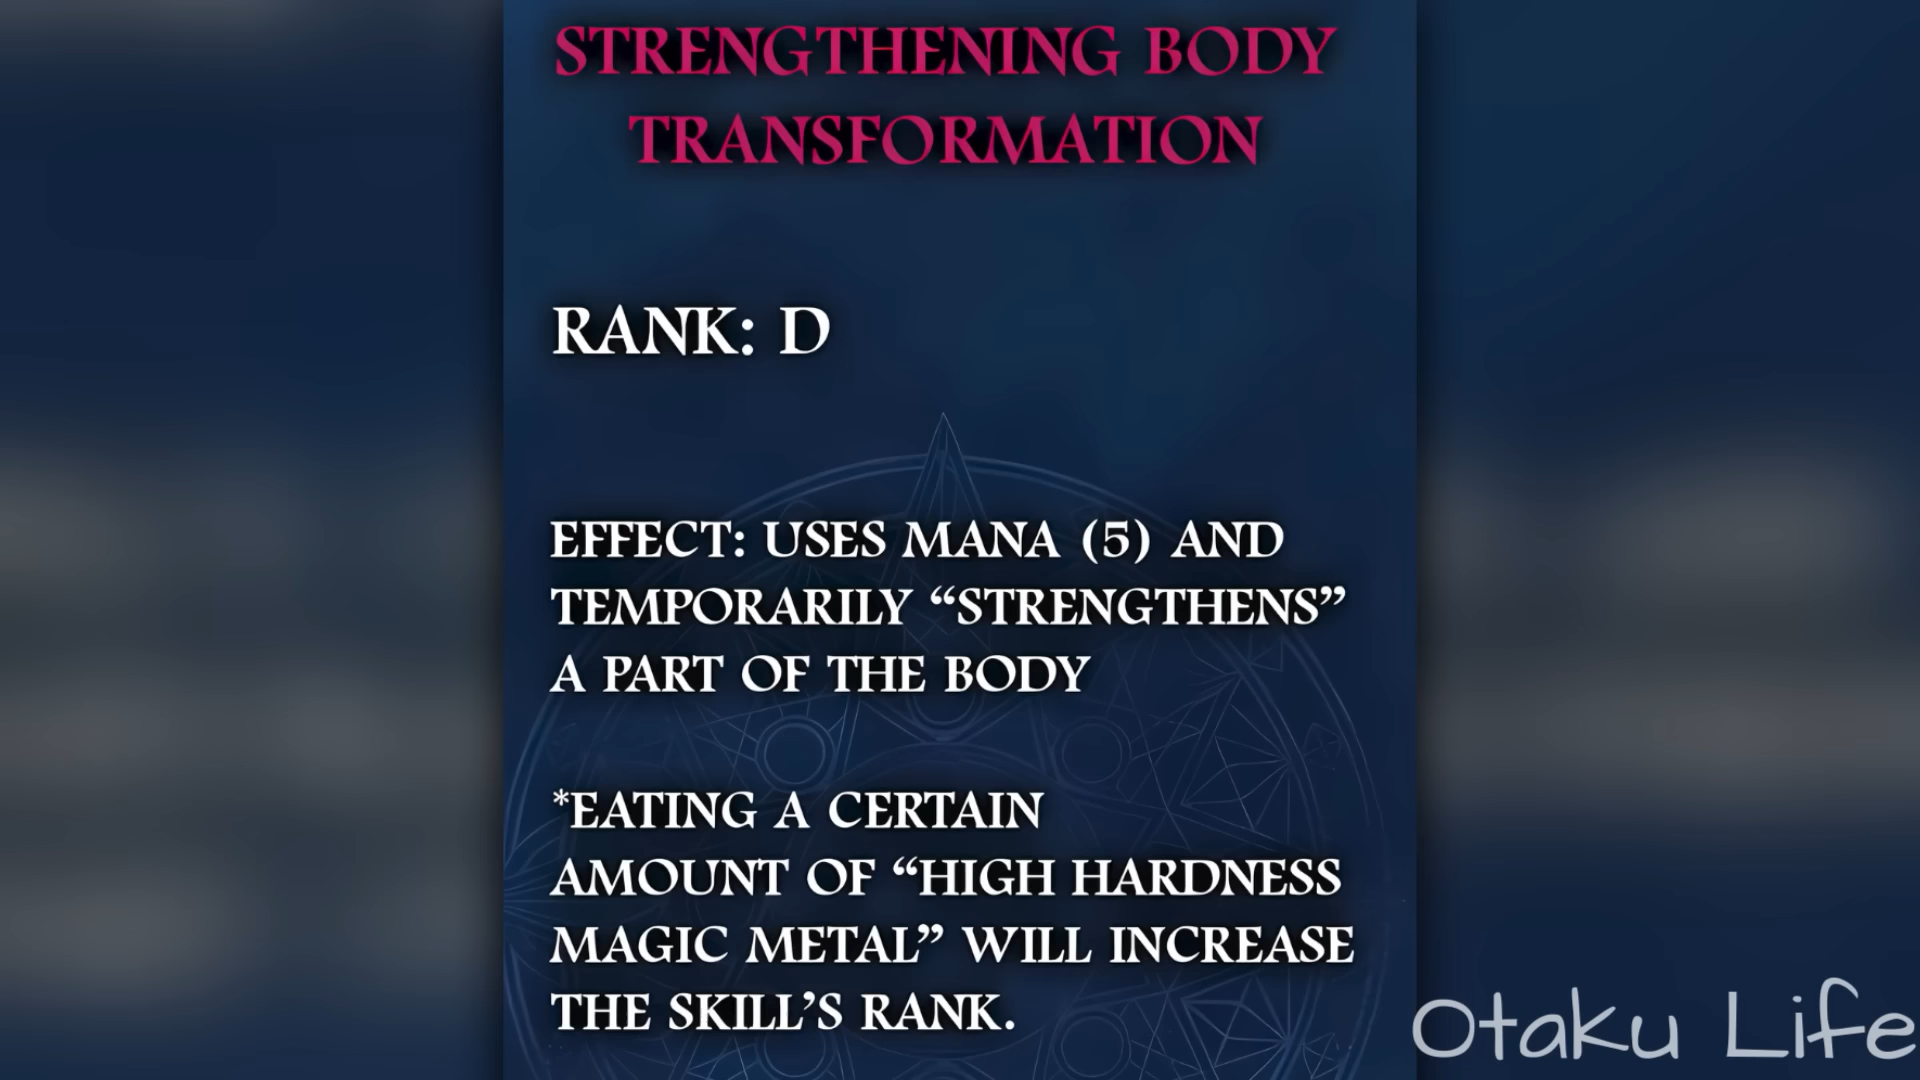 STRENGTHENING BODY
TRANSFORMATION
RANK: D
EFFECT: USES MANA (5) AND
TEMPORARILY “STRENGTHENS”
A PART OF THE BODY
*EATING A CERTAIN
AMOUNT OF “HIGH HARDNESS
MAGIC METAL” WILL INCREASE
THE SKILL’S RANK.
Otaku Life